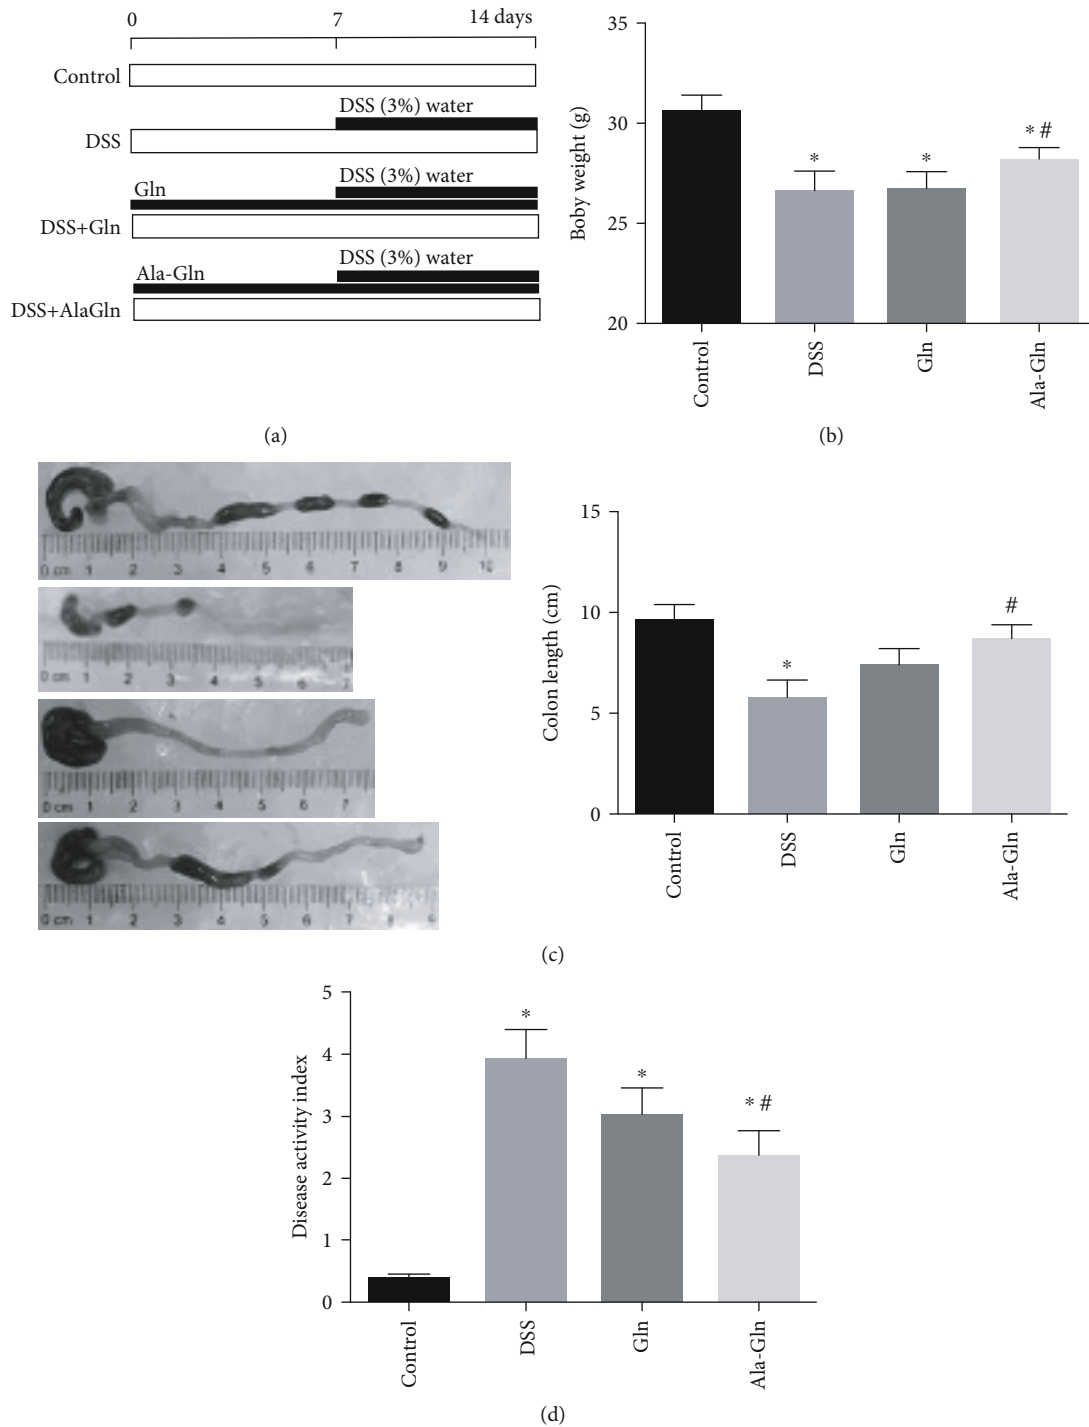 0 7 14 days
Control
DSS (3%) water
DSS
Gln DSS (3%) water
DSS+Gln
Ala-Gln DSS (3%) water
DSS+AlaGln
(a)
35
30
25
20
Boby weight (g)
* * * #
Control DSS Gln Ala-Gln
(b)
0 cm 1 2 3 4 5 6 7 8 9 10
0 cm 1 2 3 4 5 6 7
0 cm 1 2 3 4 5 6 7
0 cm 1 2 3 4 5 6 7 8 9
15
10
5
0
Colon length (cm)
* #
Control DSS Gln Ala-Gln
(c)
5
4
3
2
1
0
Disease activity index
* * * #
Control DSS Gln Ala-Gln
(d)